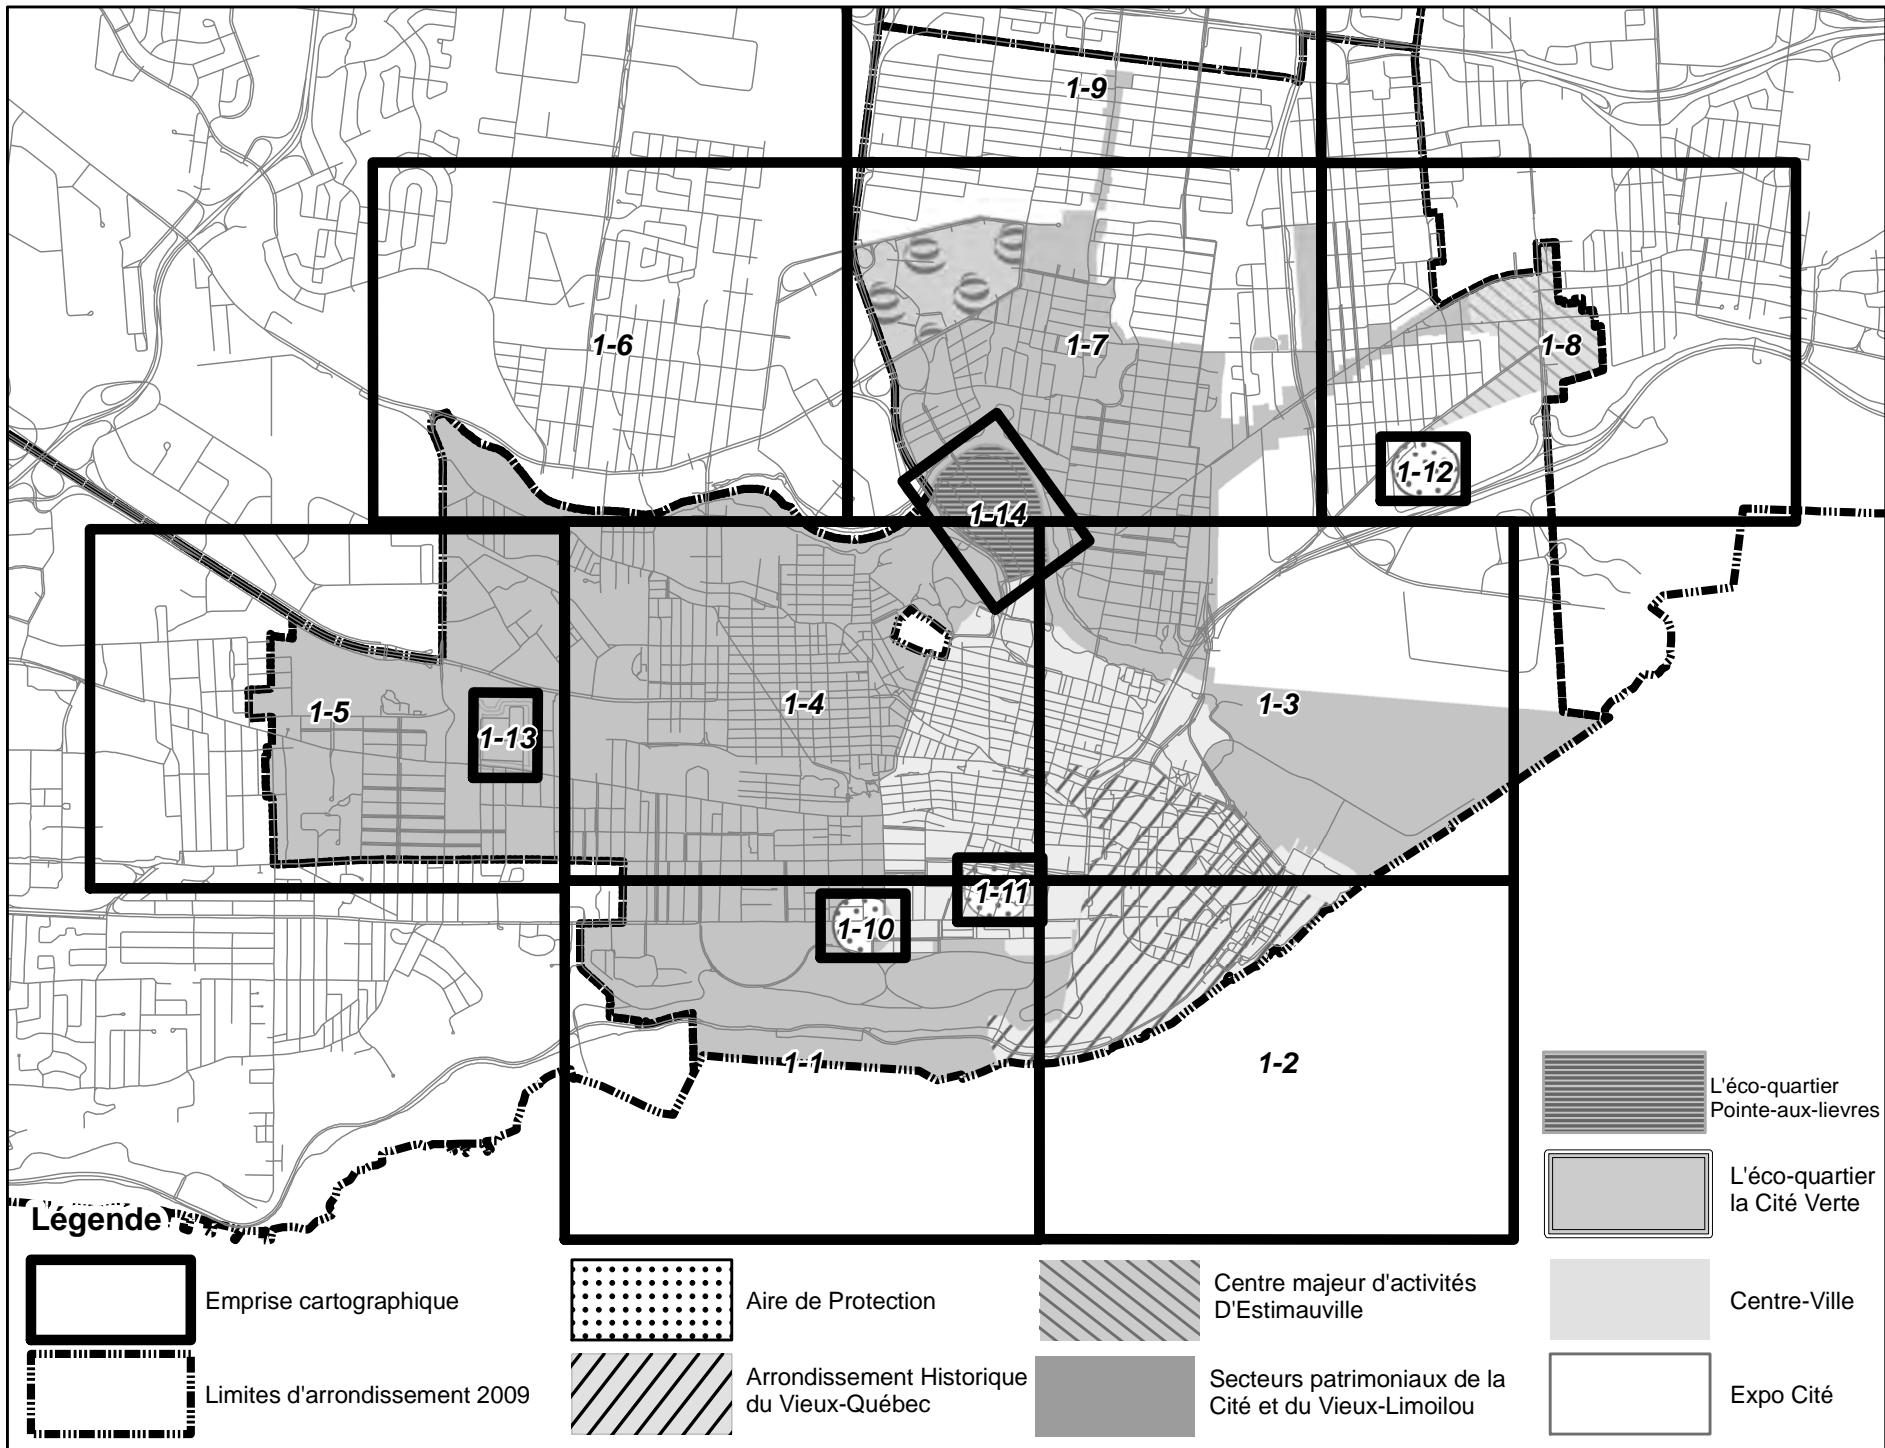 1-9
1-6
1-7
1-8
1-12
1-14
1-5
1-4
1-3
1-13
1-11
1-10
1-1
1-2
L'éco-quartier
Pointe-aux-lievres
L'éco-quartier
la Cité Verte
Légende
Emprise cartographique
Aire de Protection
Centre majeur d'activités
D'Estimauville
Centre-Ville
Limites d'arrondissement 2009
Arrondissement Historique
du Vieux-Québec
Secteurs patrimoniaux de la
Cité et du Vieux-Limoilou
Expo Cité